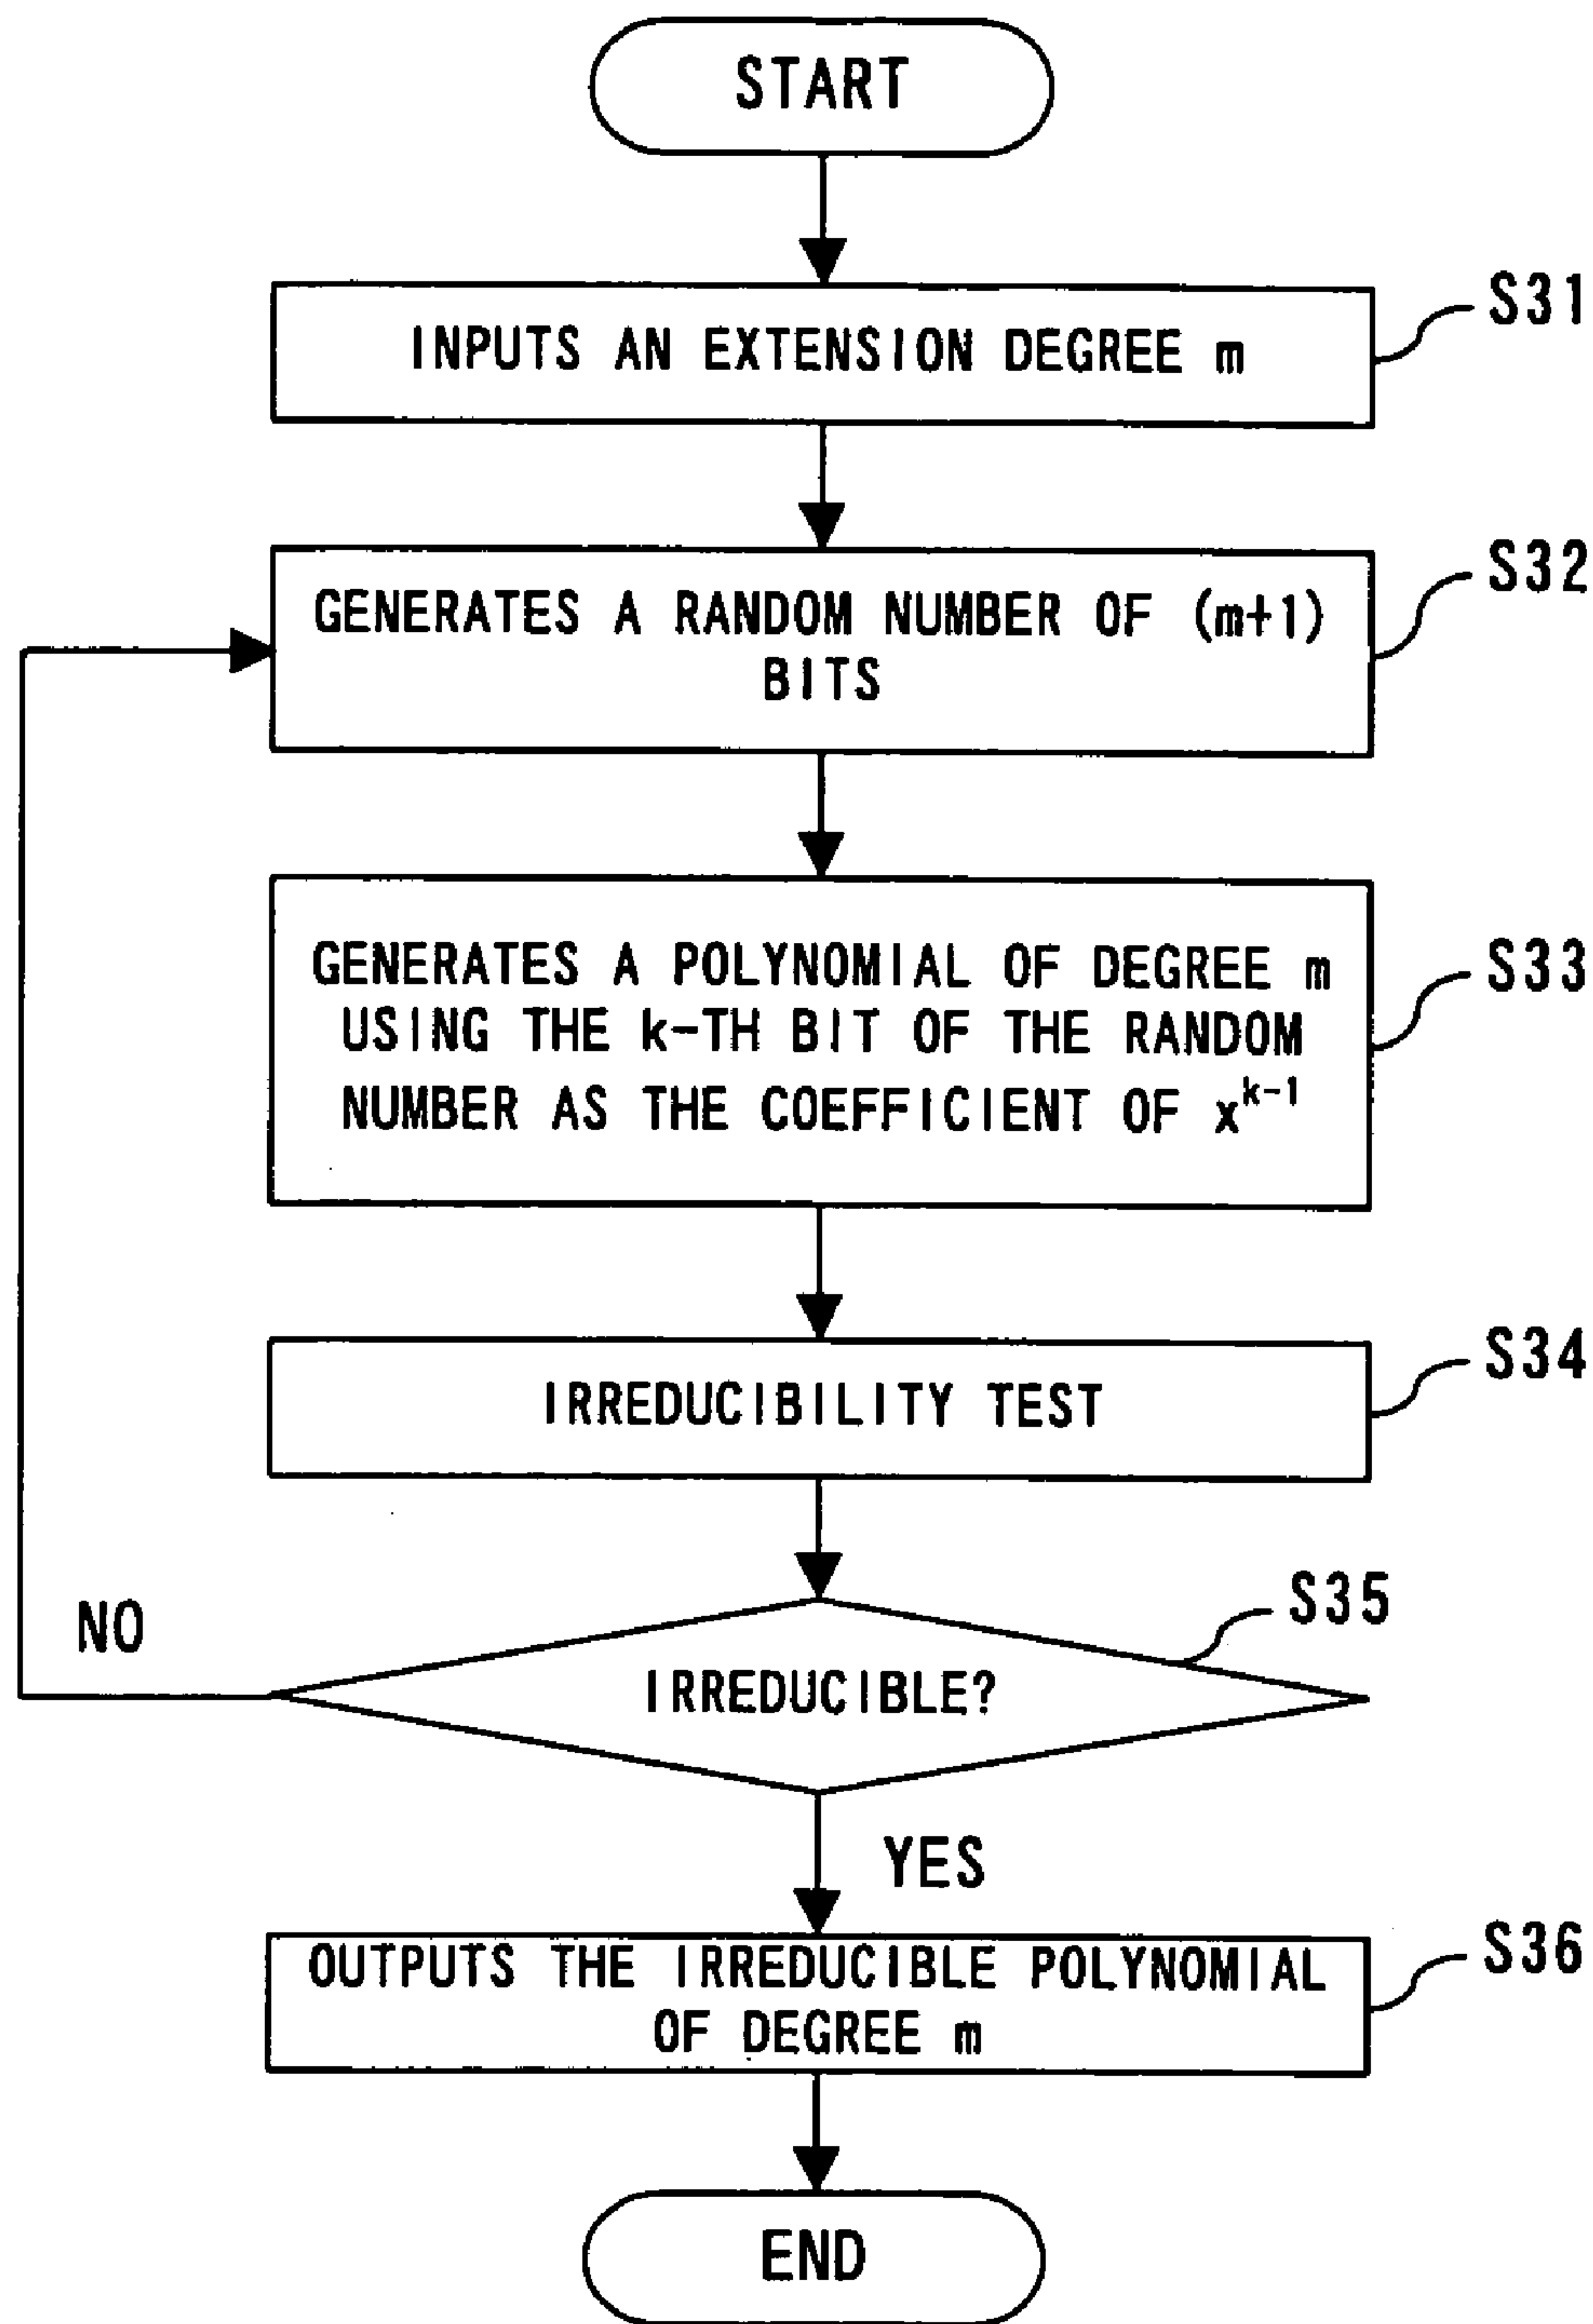 START
INPUTS AN EXTENSION DEGREE m
S31
GENERATES A RANDOM NUMBER OF (m+1)
BITS
S32
GENERATES A POLYNOMIAL OF DEGREE m
USING THE k-TH BIT OF THE RANDOM
NUMBER AS THE COEFFICIENT OF x^{k-1}
S33
IRREDUCIBILITY TEST
S34
IRREDUCIBLE?
S35
NO
YES
OUTPUTS THE IRREDUCIBLE POLYNOMIAL
OF DEGREE m
S36
END